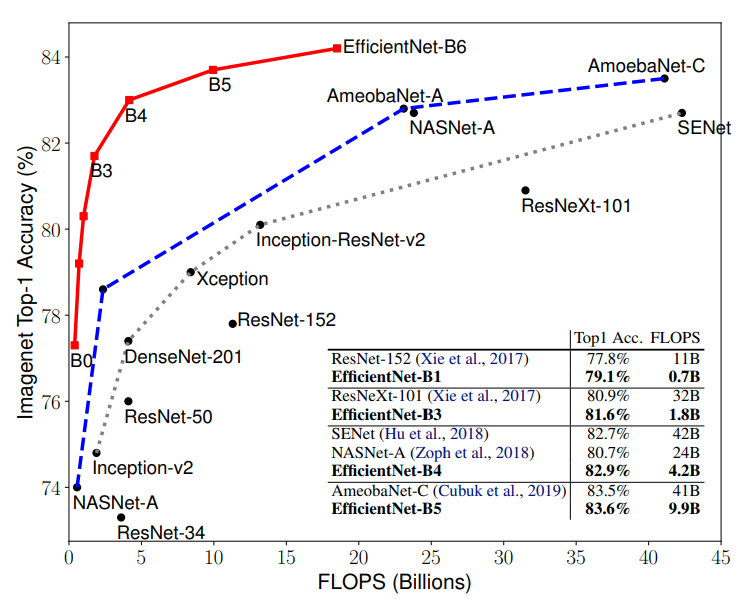 Imagenet Top-1 Accuracy (%)
84
82
80
78
76
74
EfficientNet-B6
B5
B4
B3
B0
AmoebaNet-C
AmeobaNet-A
NASNet-A
SENet
ResNeXt-101
Inception-ResNet-v2
Xception
ResNet-152
DenseNet-201
ResNet-50
Inception-v2
NASNet-A
ResNet-34
Top1 Acc. FLOPS
ResNet-152 (Xie et al., 2017) 77.8% 11B
EfficientNet-B1 79.1% 0.7B
ResNeXt-101 (Xie et al., 2017) 80.9% 32B
EfficientNet-B3 81.6% 1.8B
SENet (Hu et al., 2018) 82.7% 42B
NASNet-A (Zoph et al., 2018) 80.7% 24B
EfficientNet-B4 82.9% 4.2B
AmeobaNet-C (Cubuk et al., 2019) 83.5% 41B
EfficientNet-B5 83.6% 9.9B
0 5 10 15 20 25 30 35 40 45
FLOPS (Billions)